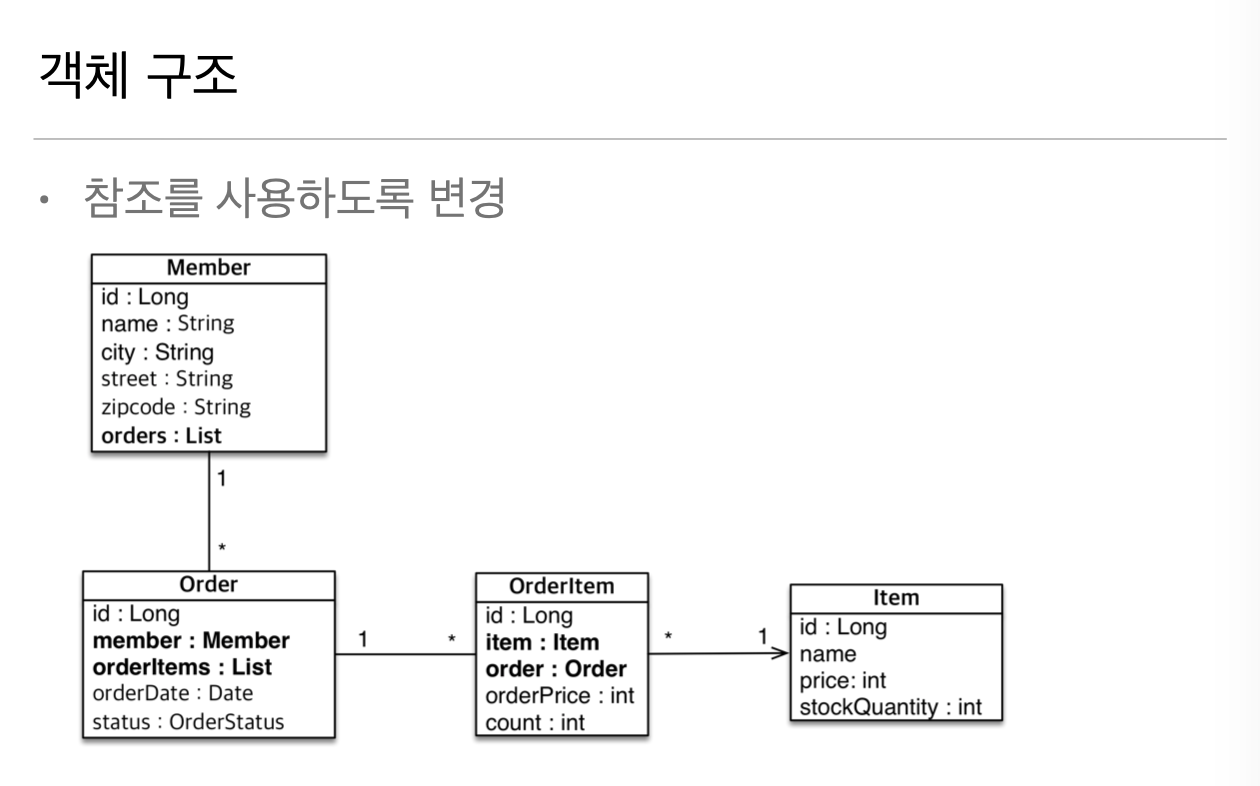 객체 구조
• 참조를 사용하도록 변경
Member
id : Long
name : String
city : String
street : String
zipcode : String
orders : List
1
*
Order
id : Long
member : Member
orderItems : List
orderDate : Date
status : OrderStatus
1 *
OrderItem
id : Long
item : Item
order : Order
orderPrice : int
count : int
* 1
Item
id : Long
name
price: int
stockQuantity : int